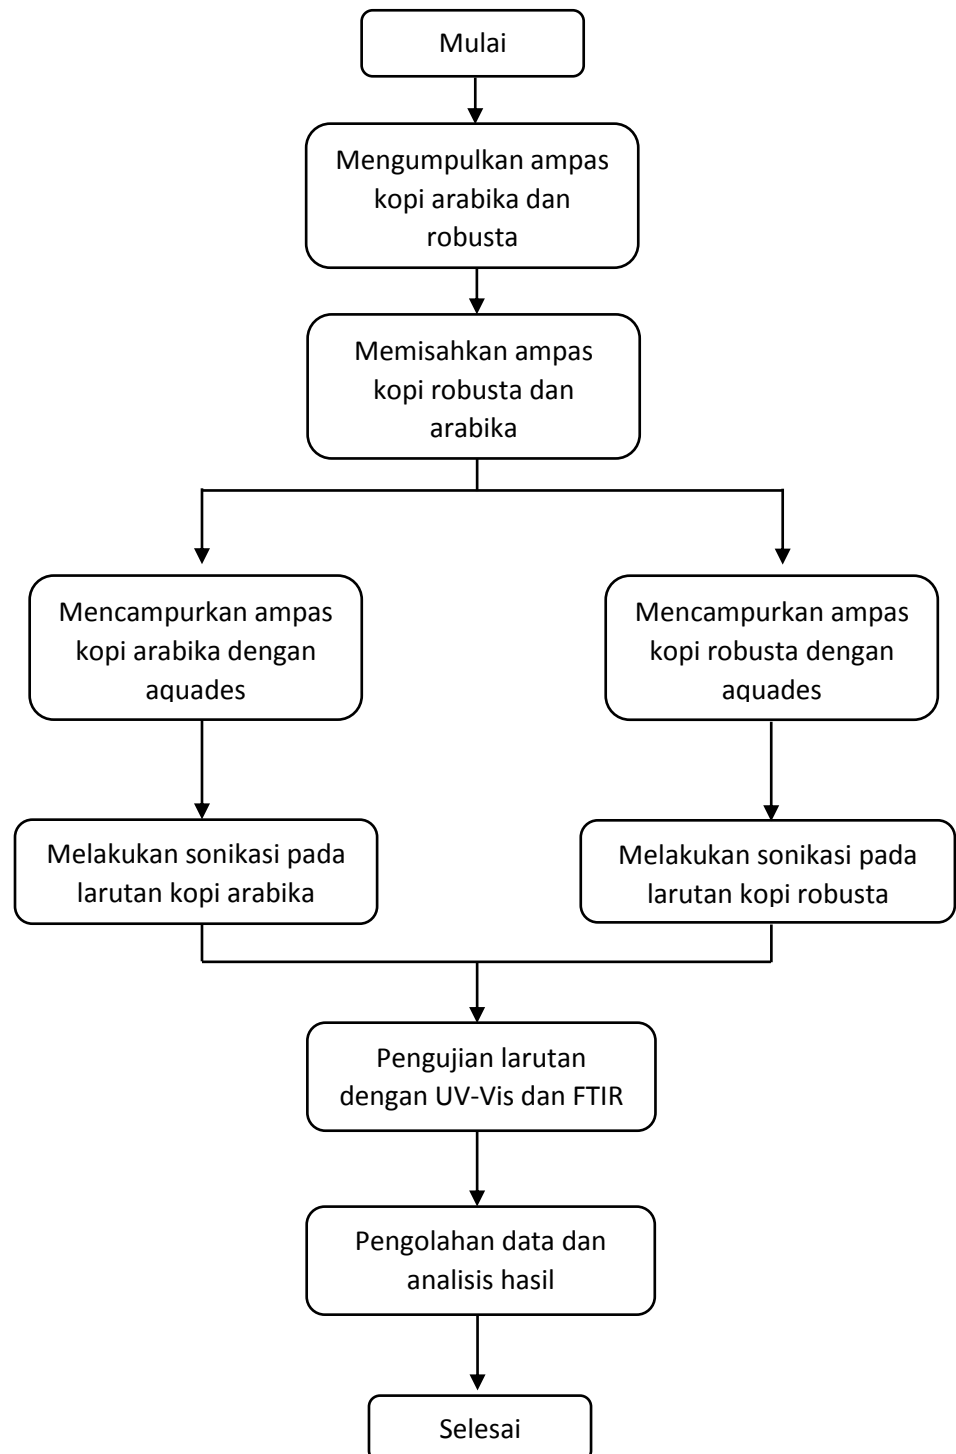 Mulai
Mengumpulkan ampas
kopi arabika dan
robusta
Memisahkan ampas
kopi robusta dan
arabika
Mencampurkan ampas
kopi arabika dengan
aquades
Mencampurkan ampas
kopi robusta dengan
aquades
Melakukan sonikasi pada
larutan kopi arabika
Melakukan sonikasi pada
larutan kopi robusta
Pengujian larutan
dengan UV-Vis dan FTIR
Pengolahan data dan
analisis hasil
Selesai